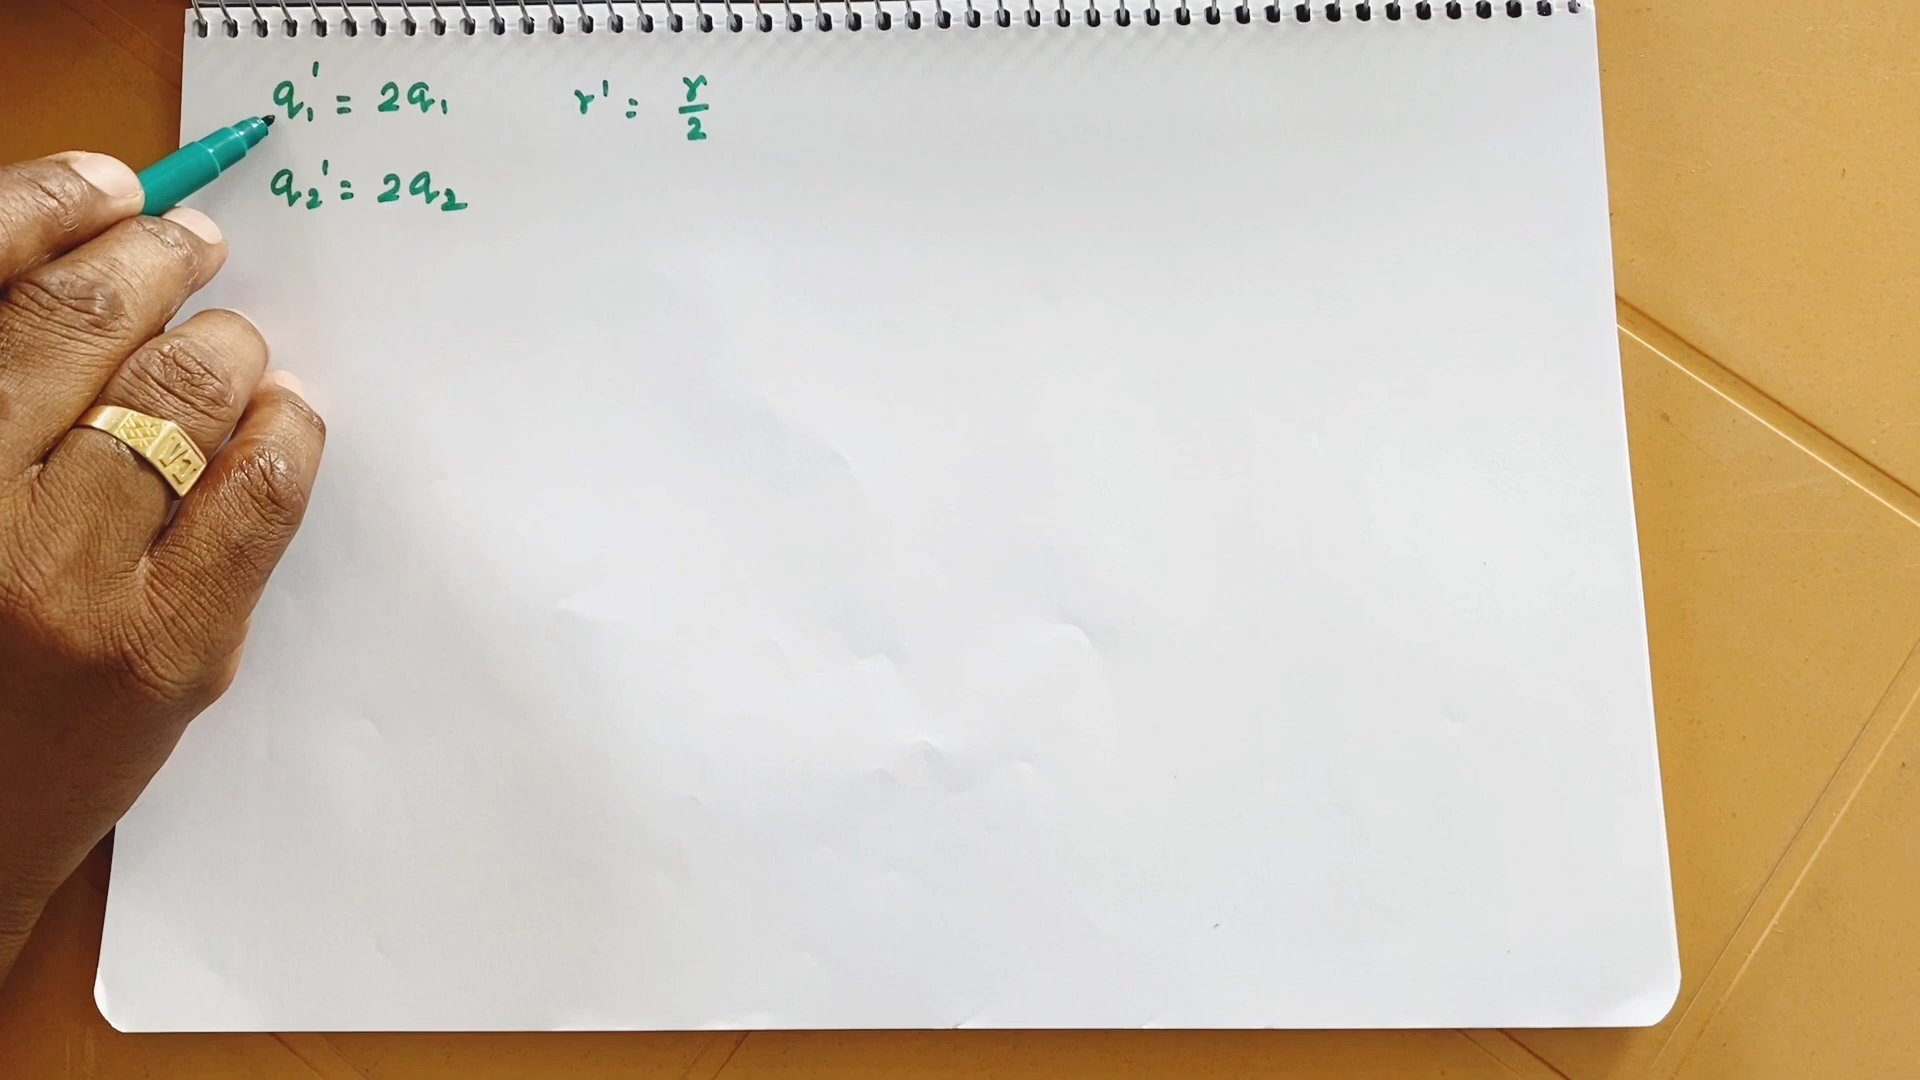 q₁' = 2q₁ r' = r/2
q₂' = 2q₂